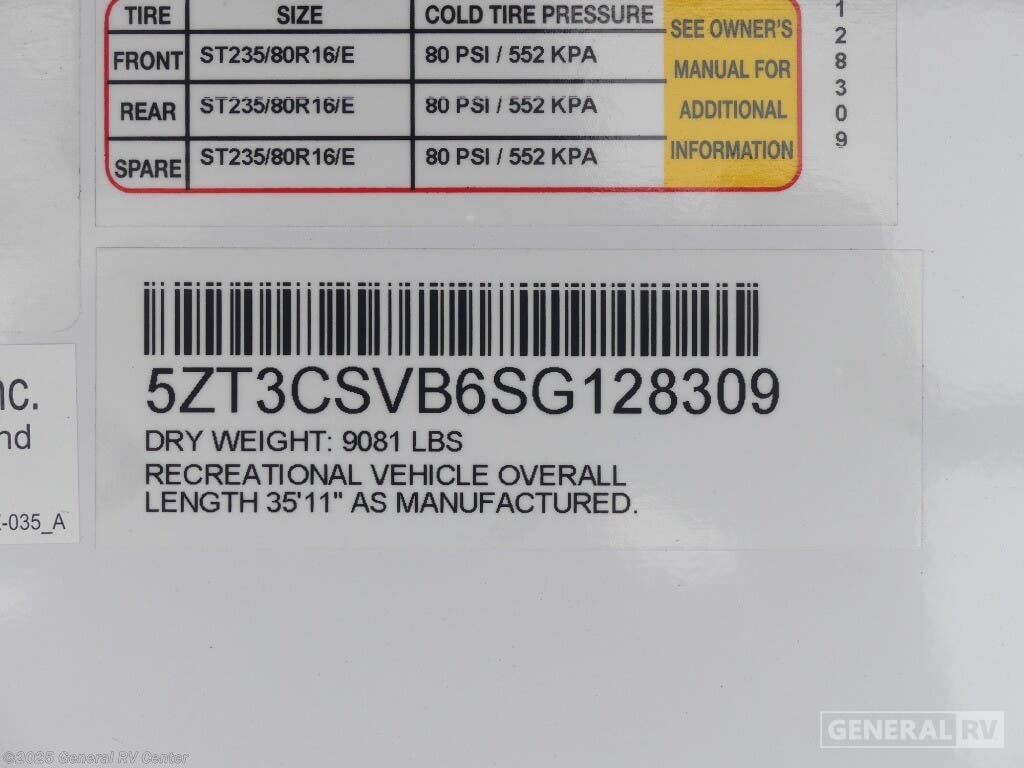 TIRE SIZE COLD TIRE PRESSURE
SEE OWNER'S
MANUAL FOR
ADDITIONAL
INFORMATION
FRONT ST235/80R16/E 80 PSI / 552 KPA
REAR ST235/80R16/E 80 PSI / 552 KPA
SPARE ST235/80R16/E 80 PSI / 552 KPA
1
2
8
3
0
9
5ZT3CSVB6SG128309
DRY WEIGHT: 9081 LBS
RECREATIONAL VEHICLE OVERALL
LENGTH 35'11" AS MANUFACTURED.
nc.
nd
-035_A
GENERAL RV
©2025 General RV Center